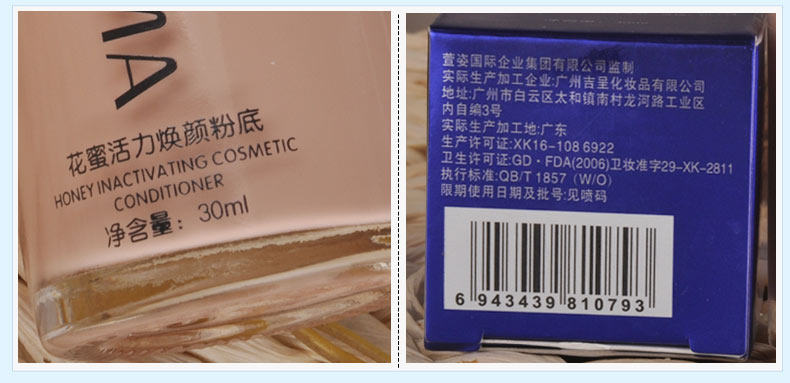 MA
花蜜活力焕颜粉底
HONEY INACTIVATING COSMETIC
CONDITIONER
净含量: 30ml
萱姿国际企业集团有限公司监制
实际生产加工企业:广州吉呈化妆品有限公司
地址:广州市白云区太和镇南村龙河路工业区
内自编3号
实际生产加工地:广东
生产许可证:XK16-108 6922
卫生许可证:GD·FDA(2006)卫妆准字29-XK-2811
执行标准:QB/T 1857（W/O）
限期使用日期及批号:见喷码
6 943439 810793